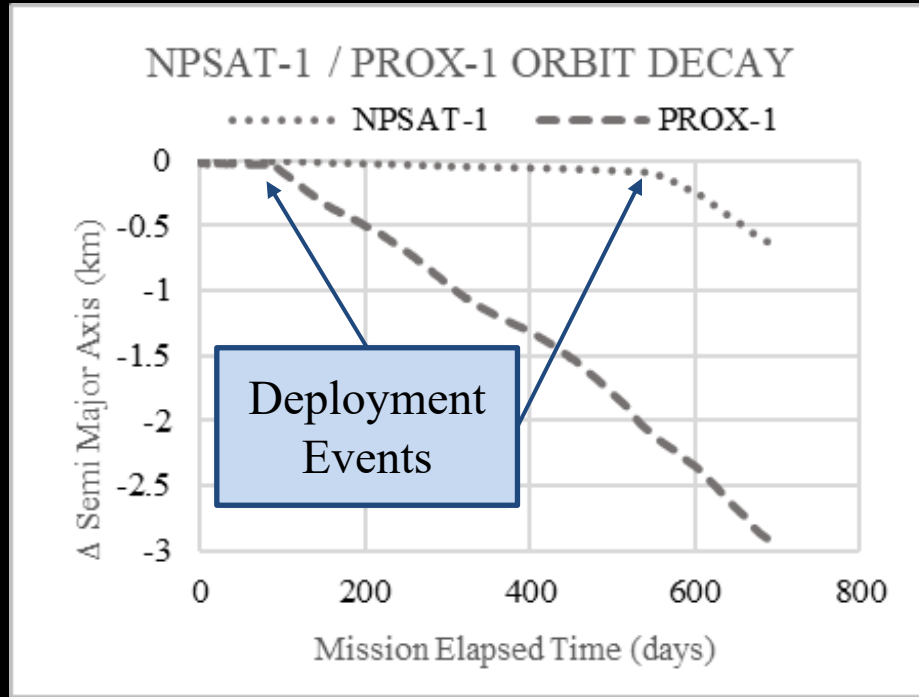 NPSAT-1 / PROX-1 ORBIT DECAY
NPSAT-1 PROX-1
0
-0.5
-1
-1.5
-2
-2.5
-3
Δ Semi Major Axis (km)
Deployment
Events
0 200 400 600 800
Mission Elapsed Time (days)